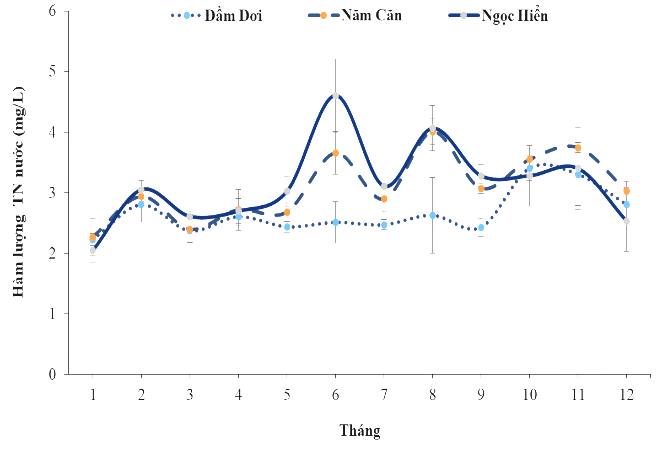 Đầm Dơi Năm Căn Ngọc Hiển
Hàm lượng TN nước (mg/L)
6
5
4
3
2
1
0
1 2 3 4 5 6 7 8 9 10 11 12
Tháng